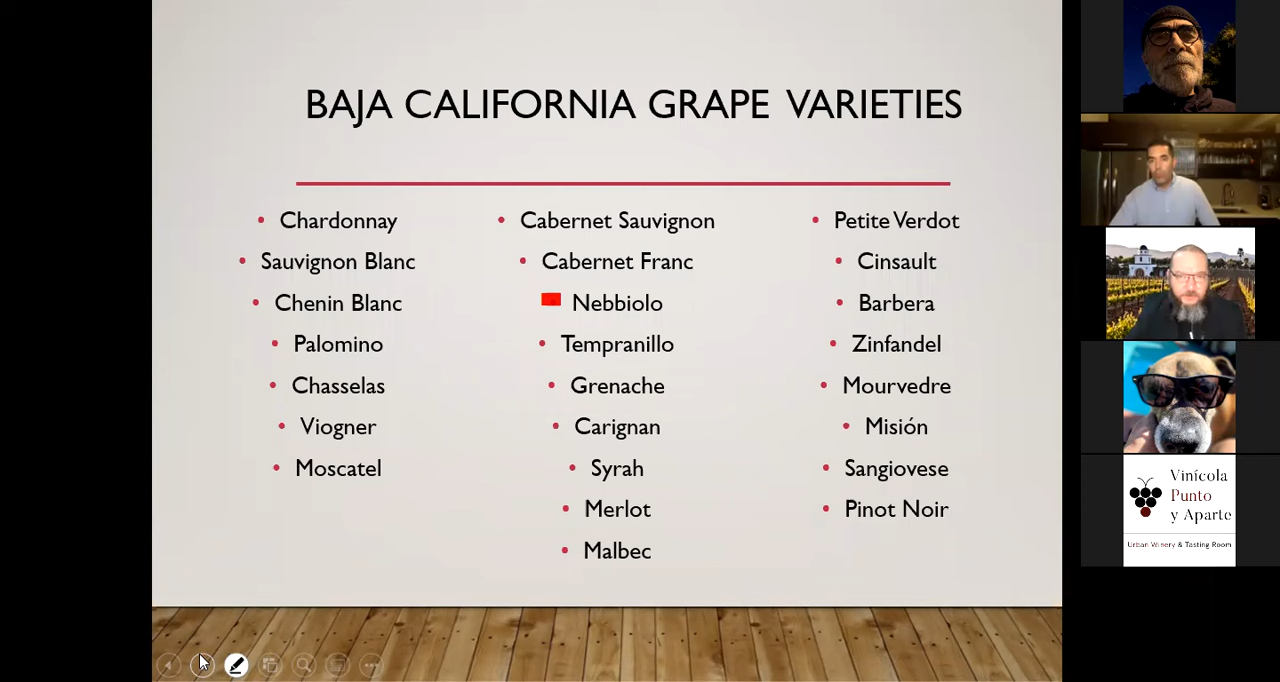 BAJA CALIFORNIA GRAPE VARIETIES
Chardonnay
Sauvignon Blanc
Chenin Blanc
Palomino
Chasselas
Viogner
Moscatel
Cabernet Sauvignon
Cabernet Franc
Nebbiolo
Tempranillo
Grenache
Carignan
Syrah
Merlot
Malbec
Petite Verdot
Cinsault
Barbera
Zinfandel
Mourvedre
Misión
Sangiovese
Pinot Noir
Vinícola
Punto
y Aparte
Urban Winery & Tasting Room